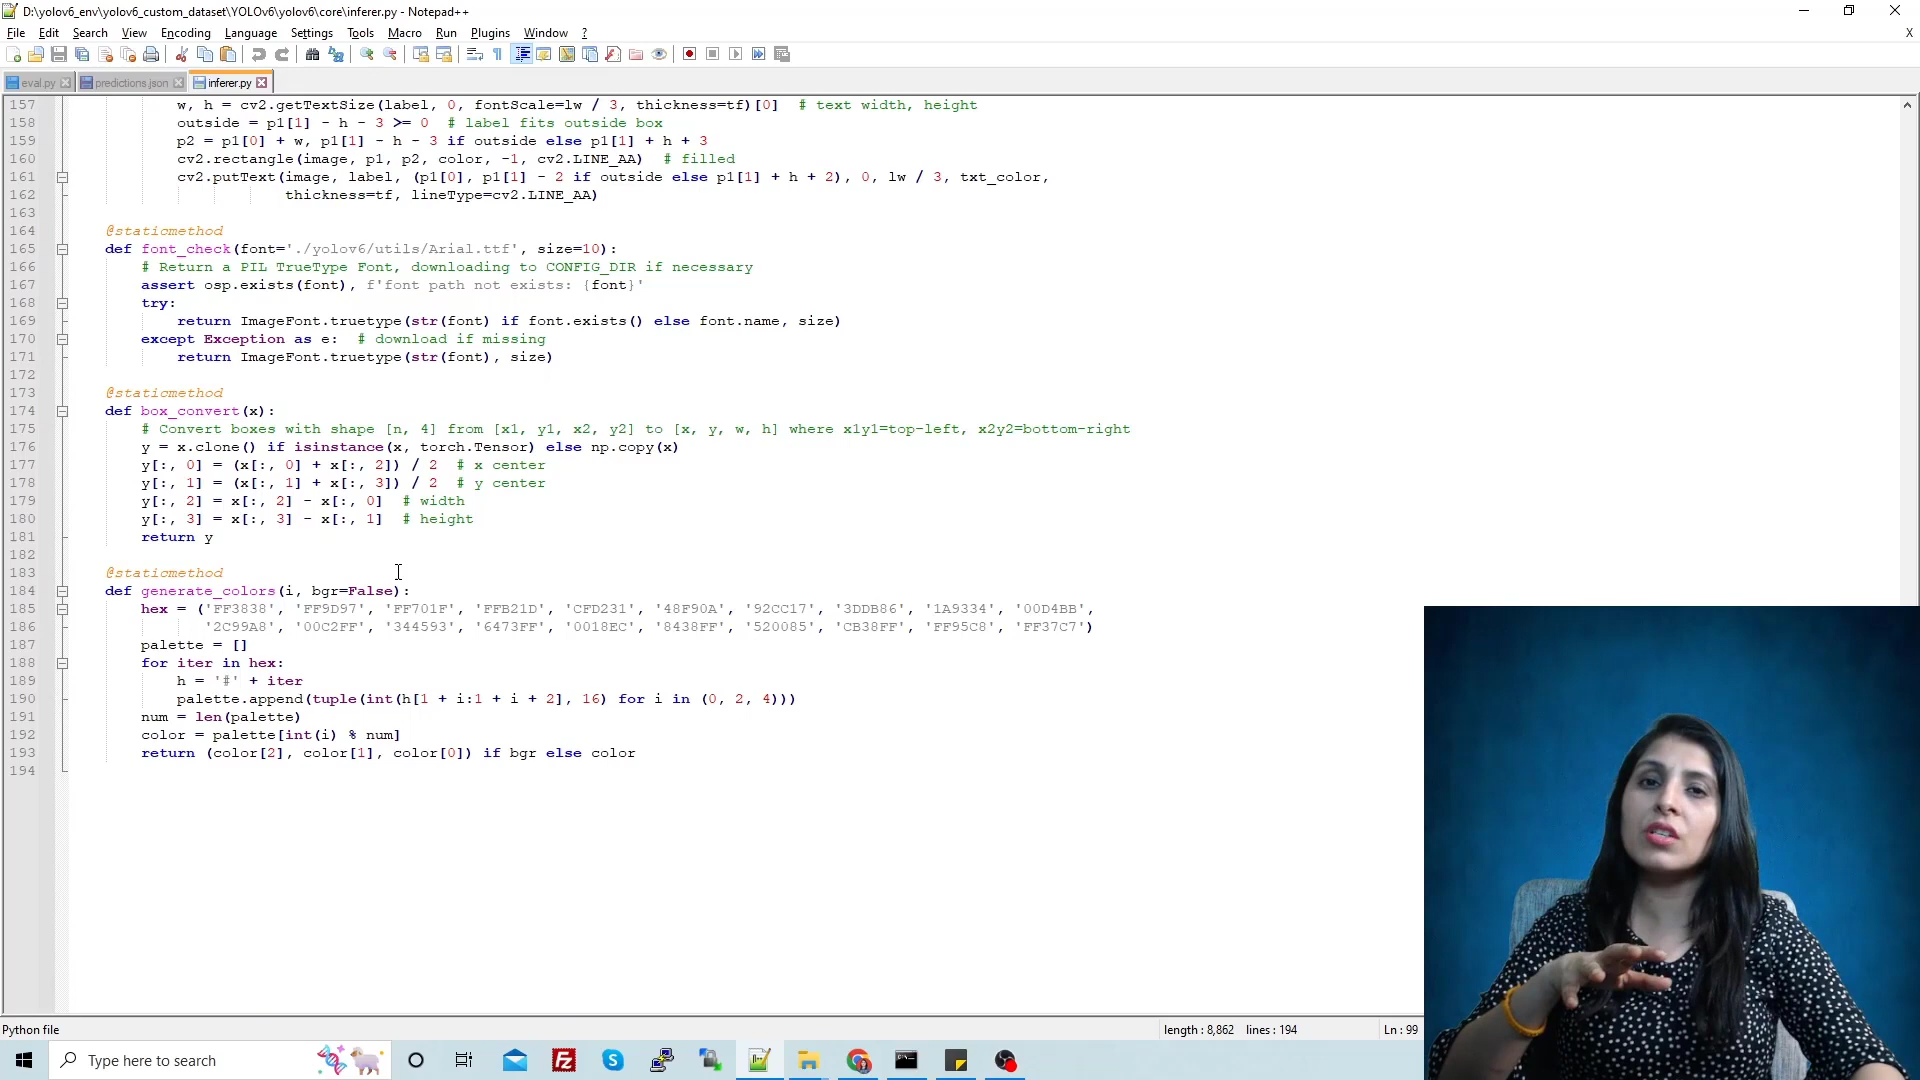 D:\yolov6_env\yolov6_custom_dataset\YOLOv6\yolov6\core\inferer.py - Notepad++
File Edit Search View Encoding Language Settings Tools Macro Run Plugins Window ? X
eval.py predictions.json inferer.py
157 w, h = cv2.getTextSize(label, 0, fontScale=lw / 3, thickness=tf)[0]  # text width, height
158 outside = p1[1] - h - 3 >= 0  # label fits outside box
159 p2 = p1[0] + w, p1[1] - h - 3 if outside else p1[1] + h + 3
160 cv2.rectangle(image, p1, p2, color, -1, cv2.LINE_AA)  # filled
161 cv2.putText(image, label, (p1[0], p1[1] - 2 if outside else p1[1] + h + 2), 0, lw / 3, txt_color,
162 thickness=tf, lineType=cv2.LINE_AA)
163
164 @staticmethod
165 def font_check(font='./yolov6/utils/Arial.ttf', size=10):
166 # Return a PIL TrueType Font, downloading to CONFIG_DIR if necessary
167 assert osp.exists(font), f'font path not exists: {font}'
168 try:
169 return ImageFont.truetype(str(font) if font.exists() else font.name, size)
170 except Exception as e:  # download if missing
171 return ImageFont.truetype(str(font), size)
172
173 @staticmethod
174 def box_convert(x):
175 # Convert boxes with shape [n, 4] from [x1, y1, x2, y2] to [x, y, w, h] where x1y1=top-left, x2y2=bottom-right
176 y = x.clone() if isinstance(x, torch.Tensor) else np.copy(x)
177 y[:, 0] = (x[:, 0] + x[:, 2]) / 2  # x center
178 y[:, 1] = (x[:, 1] + x[:, 3]) / 2  # y center
179 y[:, 2] = x[:, 2] - x[:, 0]  # width
180 y[:, 3] = x[:, 3] - x[:, 1]  # height
181 return y
182
183 @staticmethod
184 def generate_colors(i, bgr=False):
185 hex = ('FF3838', 'FF9D97', 'FF701F', 'FFB21D', 'CFD231', '48F90A', '92CC17', '3DDB86', '1A9334', '00D4BB',
186 '2C99A8', '00C2FF', '344593', '6473FF', '0018EC', '8438FF', '520085', 'CB38FF', 'FF95C8', 'FF37C7')
187 palette = []
188 for iter in hex:
189 h = '#' + iter
190 palette.append(tuple(int(h[1 + i:1 + i + 2], 16) for i in (0, 2, 4)))
191 num = len(palette)
192 color = palette[int(i) % num]
193 return (color[2], color[1], color[0]) if bgr else color
194
Python file length : 8,862 lines : 194 Ln : 99
Type here to search